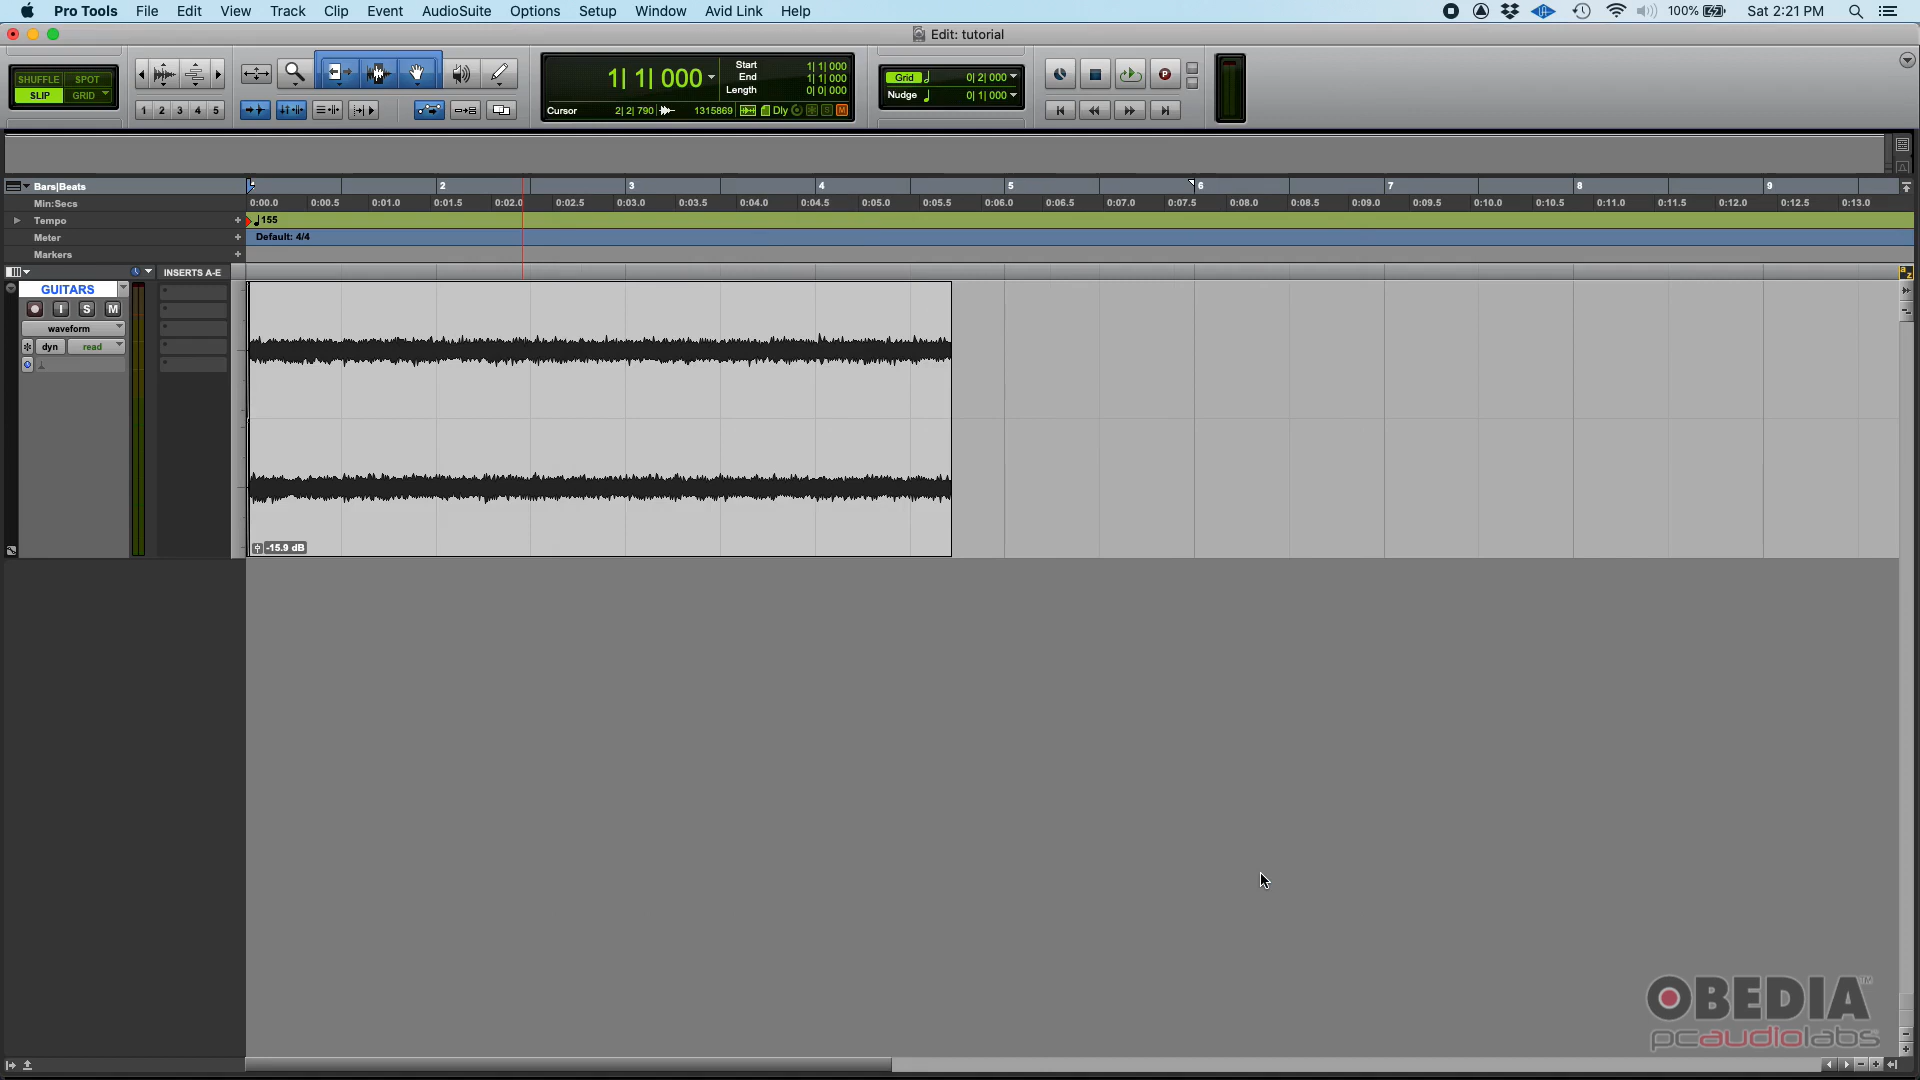 Pro Tools File Edit View Track Clip Event AudioSuite Options Setup Window Avid Link Help 100% Sat 2:21 PM
Edit: tutorial
SHUFFLE SPOT
SLIP GRID
1 2 3 4 5
1| 1| 000
Start 1| 1| 000
End 1| 1| 000
Length 0| 0| 000
Cursor 2| 2| 790 1315869 Dly S M
Grid 0| 2| 000
Nudge 0| 1| 000
Bars|Beats 2 3 4 5 6 7 8 9
Min:Secs 0:00.0 0:00.5 0:01.0 0:01.5 0:02.0 0:02.5 0:03.0 0:03.5 0:04.0 0:04.5 0:05.0 0:05.5 0:06.0 0:06.5 0:07.0 0:07.5 0:08.0 0:08.5 0:09.0 0:09.5 0:10.0 0:10.5 0:11.0 0:11.5 0:12.0 0:12.5 0:13.0
Tempo + 155
Meter + Default: 4/4
Markers +
INSERTS A-E
GUITARS
I S M
waveform
dyn read
-15.9 dB
OBEDIA™
pcaudiolabs